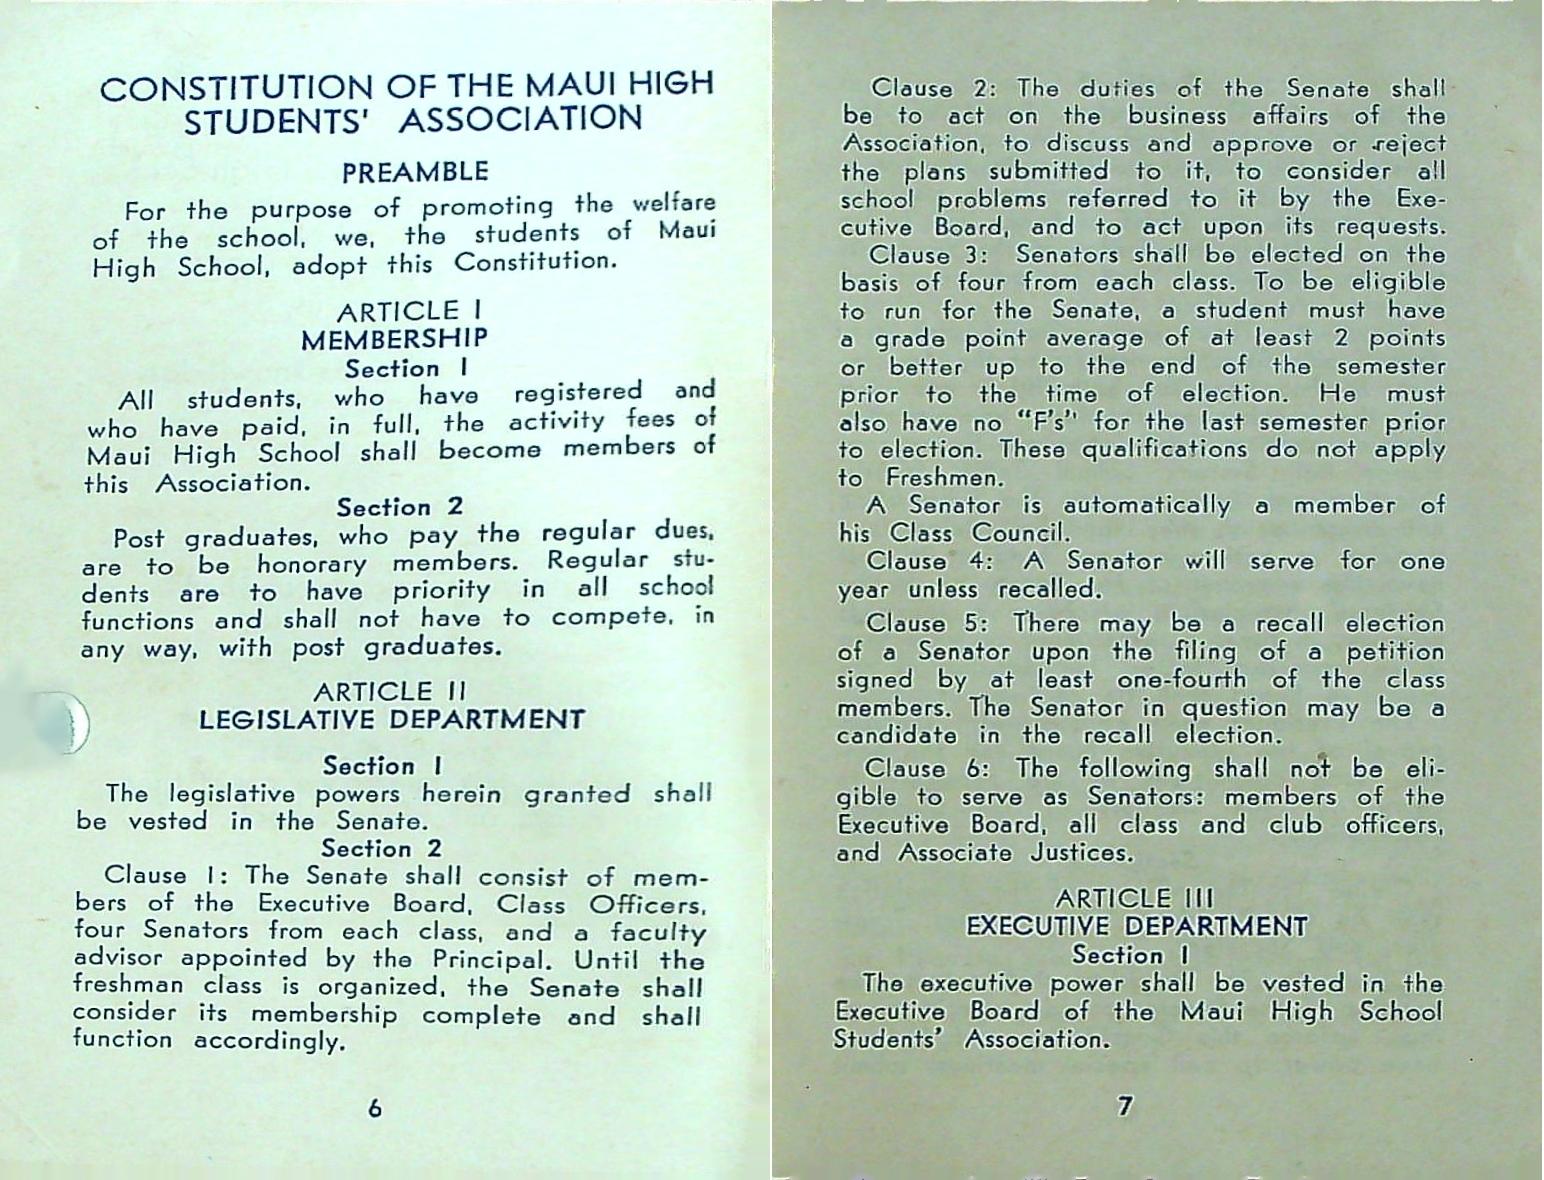 CONSTITUTION OF THE MAUI HIGH
STUDENTS' ASSOCIATION
PREAMBLE
For the purpose of promoting the welfare
of the school, we, the students of Maui
High School, adopt this Constitution.
ARTICLE I
MEMBERSHIP
Section I
All students, who have registered and
who have paid, in full, the activity fees of
Maui High School shall become members of
this Association.
Section 2
Post graduates, who pay the regular dues,
are to be honorary members. Regular stu-
dents are to have priority in all school
functions and shall not have to compete, in
any way, with post graduates.
ARTICLE II
LEGISLATIVE DEPARTMENT
Section I
The legislative powers herein granted shall
be vested in the Senate.
Section 2
Clause I: The Senate shall consist of mem-
bers of the Executive Board, Class Officers,
four Senators from each class, and a faculty
advisor appointed by the Principal. Until the
freshman class is organized, the Senate shall
consider its membership complete and shall
function accordingly.
6
Clause 2: The duties of the Senate shall
be to act on the business affairs of the
Association, to discuss and approve or reject
the plans submitted to it, to consider all
school problems referred to it by the Exe-
cutive Board, and to act upon its requests.
Clause 3: Senators shall be elected on the
basis of four from each class. To be eligible
to run for the Senate, a student must have
a grade point average of at least 2 points
or better up to the end of the semester
prior to the time of election. He must
also have no "F's'' for the last semester prior
to election. These qualifications do not apply
to Freshmen.
A Senator is automatically a member of
his Class Council.
Clause 4: A Senator will serve for one
year unless recalled.
Clause 5: There may be a recall election
of a Senator upon the filing of a petition
signed by at least one-fourth of the class
members. The Senator in question may be a
candidate in the recall election.
Clause 6: The following shall not be eli-
gible to serve as Senators: members of the
Executive Board, all class and club officers,
and Associate Justices.
ARTICLE III
EXECUTIVE DEPARTMENT
Section I
The executive power shall be vested in the
Executive Board of the Maui High School
Students' Association.
7